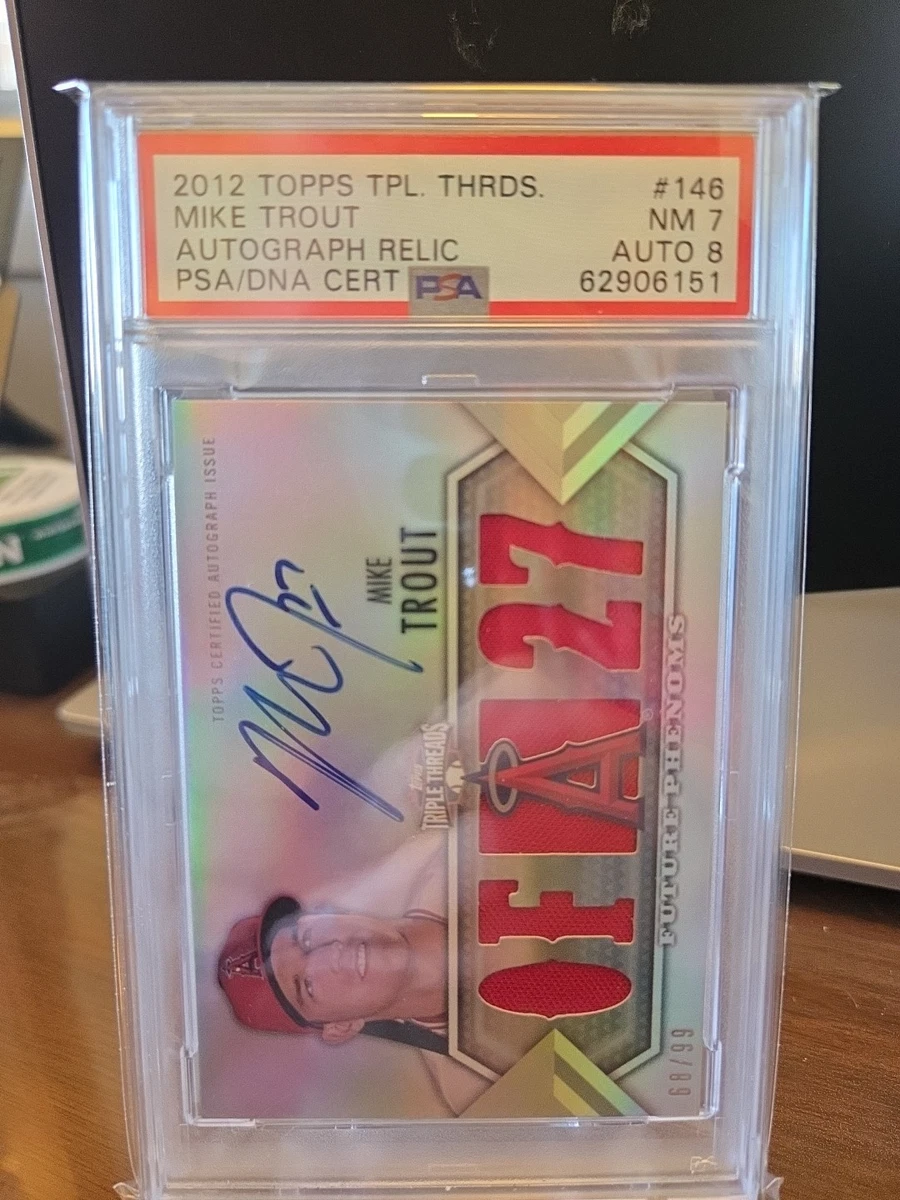 2012 TOPPS TPL. THRDS. #146
MIKE TROUT NM 7
AUTOGRAPH RELIC AUTO 8
PSA/DNA CERT PSA 62906151
TOPPS CERTIFIED AUTOGRAPH ISSUE
MIKE
TROUT
TOPPS
TRIPLE THREADS
A
OF A 27
FUTURE PHENOMS
68/99